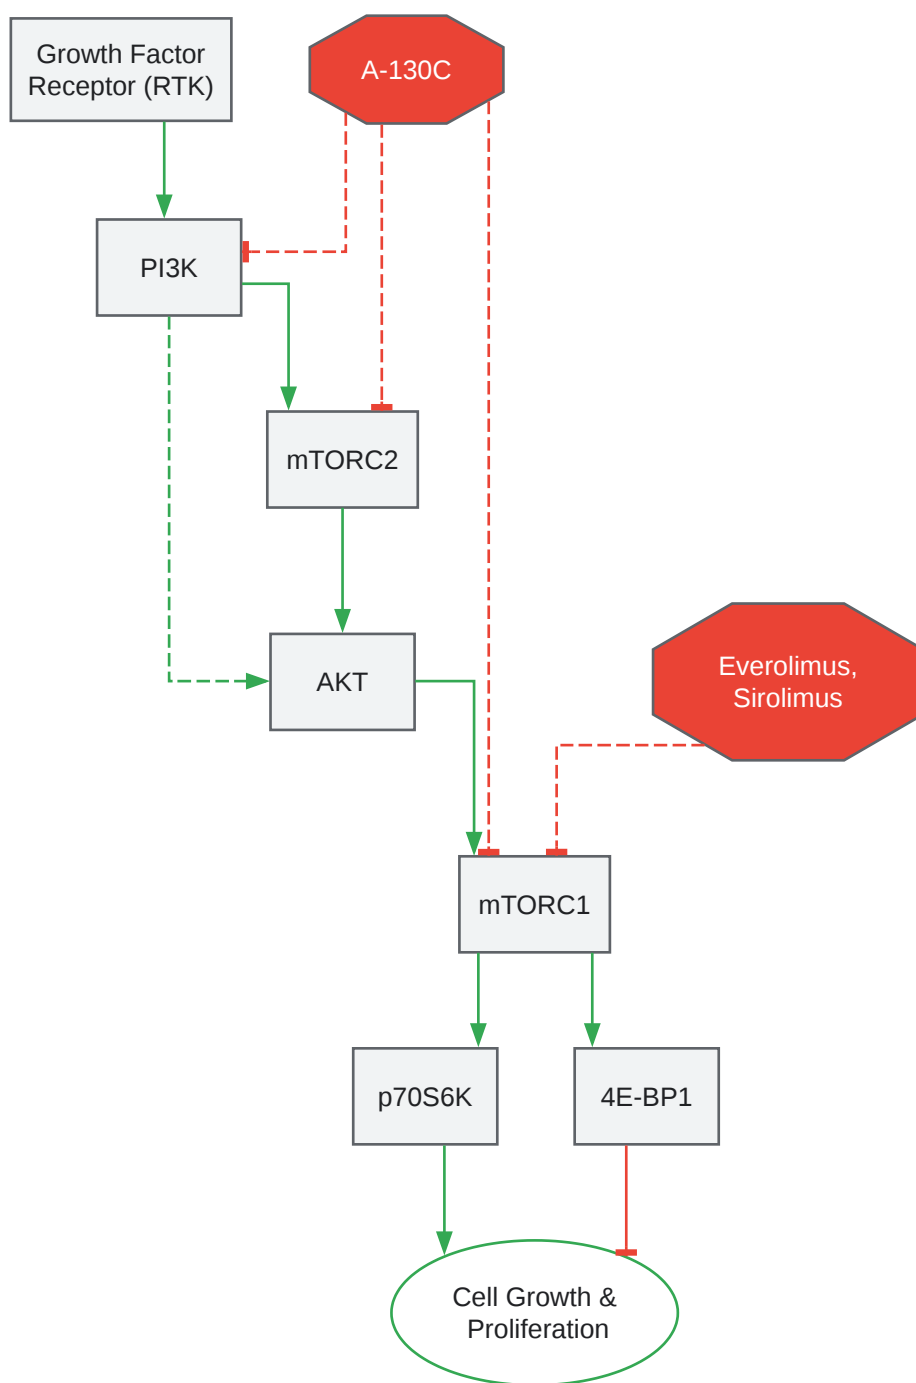 Growth Factor
Receptor (RTK)
A-130C
PI3K
mTORC2
AKT
Everolimus,
Sirolimus
mTORC1
p70S6K
4E-BP1
Cell Growth &
Proliferation